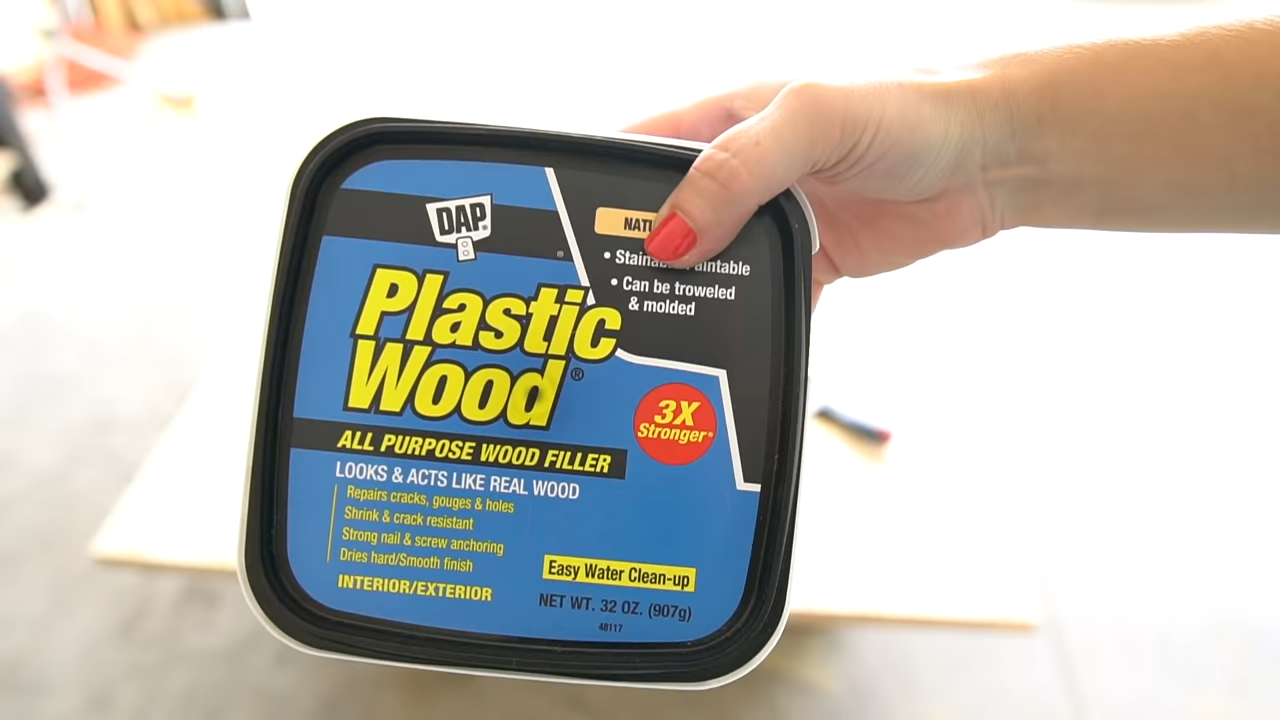 DAP®
®
• Can be troweled
& molded
Plastic
Wood®
3X
Stronger*
ALL PURPOSE WOOD FILLER
LOOKS & ACTS LIKE REAL WOOD
Repairs cracks, gouges & holes
Shrink & crack resistant
Strong nail & screw anchoring
Dries hard/Smooth finish
INTERIOR/EXTERIOR
Easy Water Clean-up
NET WT. 32 OZ. (907g)
48117